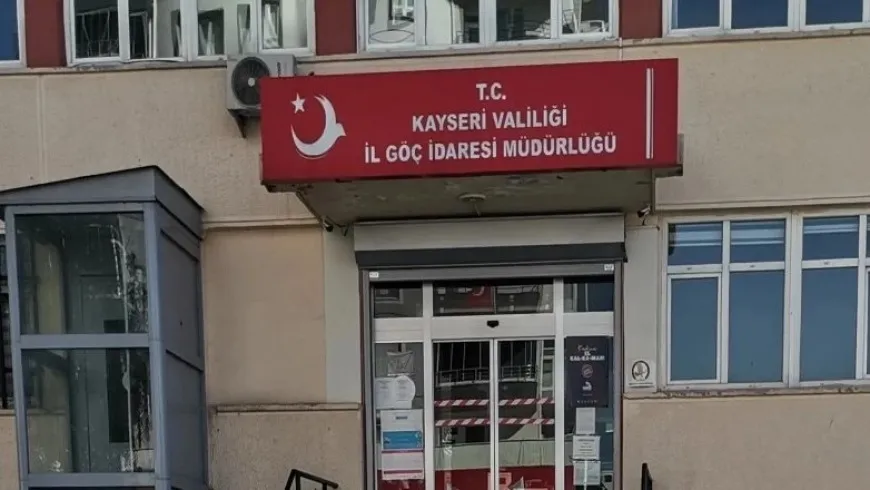 T.C.
KAYSERİ VALİLİĞİ
İL GÖÇ İDARESİ MÜDÜRLÜĞÜ